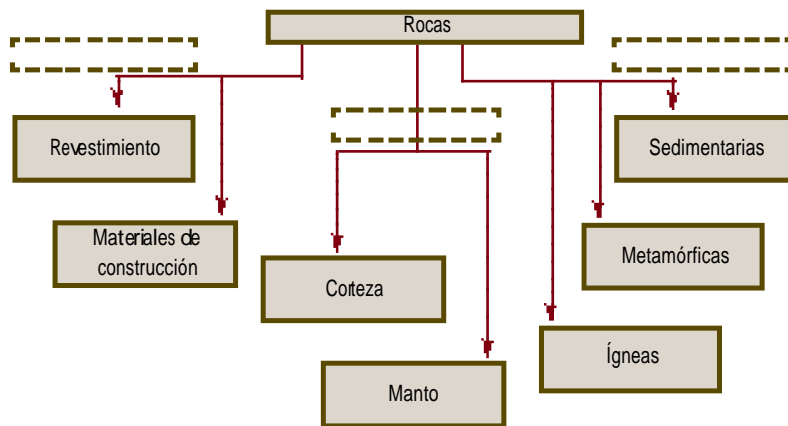 Rocas
Revestimiento
Sedimentarias
Materiales de
construcción
Metamórficas
Corteza
Ígneas
Manto